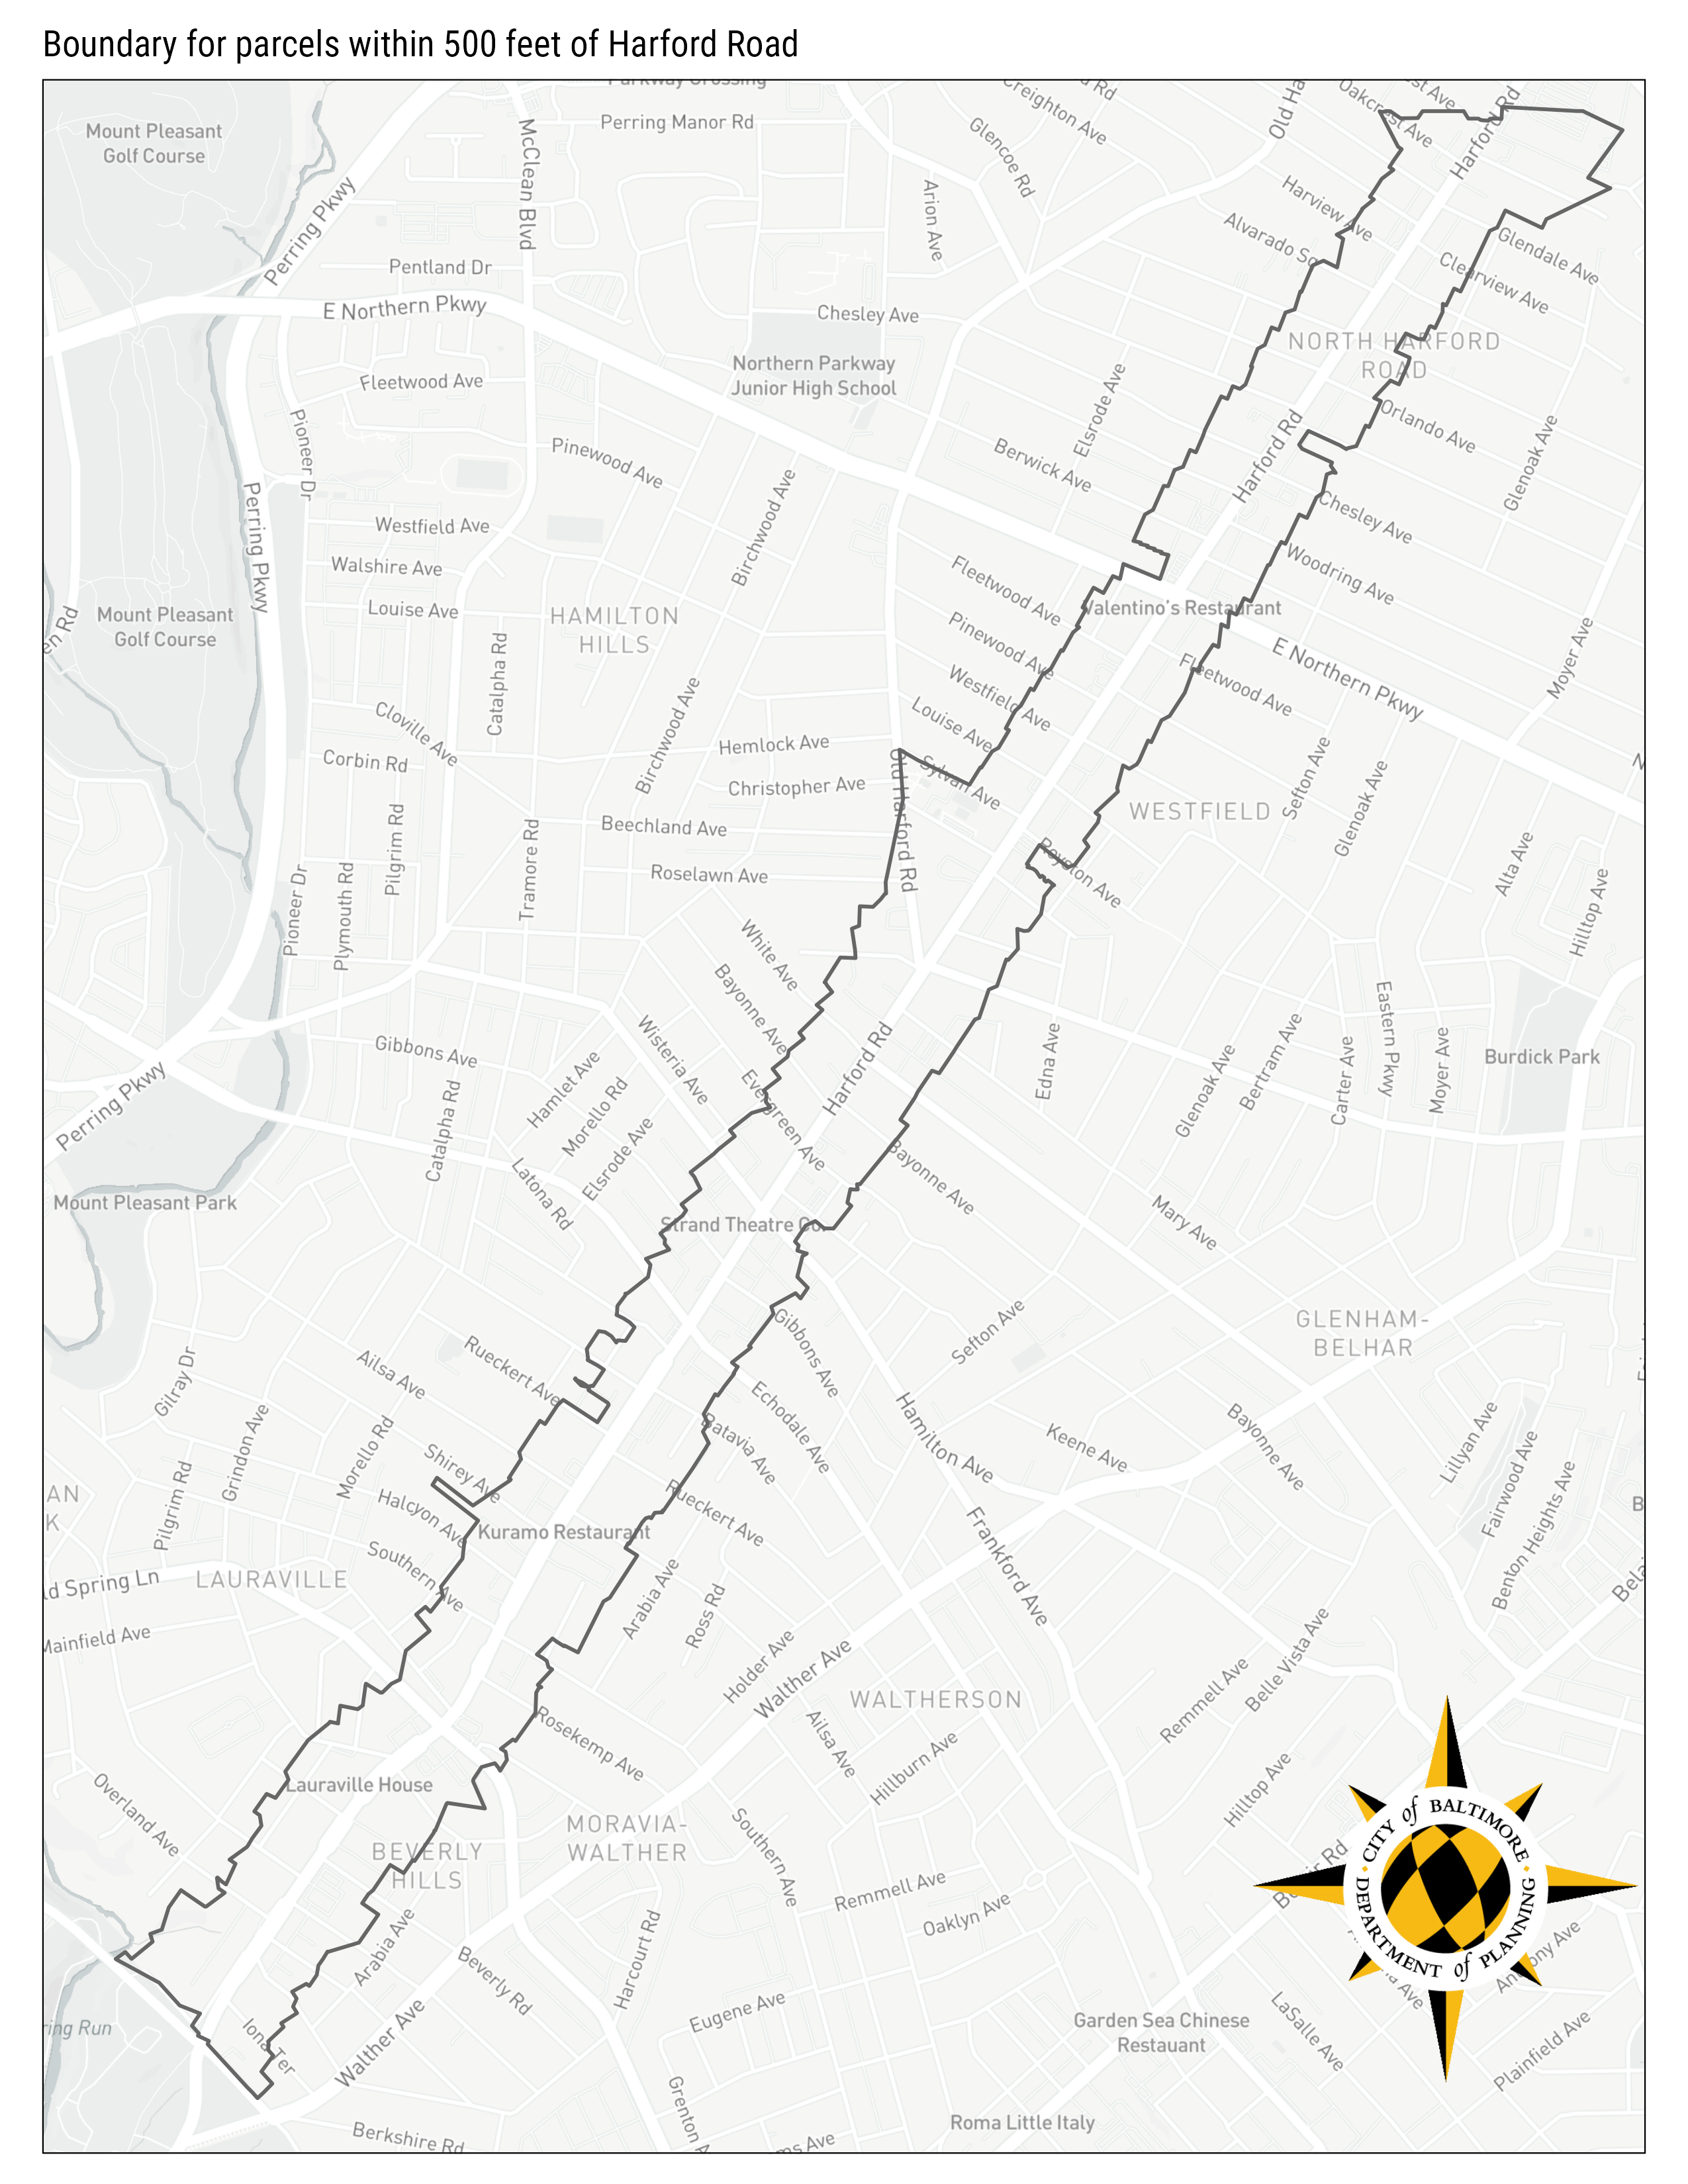 Boundary for parcels within 500 feet of Harford Road
Parkway Crossing
Perring Manor Rd
Creighton Ave
Oakcrest Ave
Harford Rd
Mount Pleasant
Golf Course
McClean Blvd
Glencoe Rd
Arion Ave
Perring Pkwy
Harview Ave
Alvarado Sq
Glendale Ave
Clearview Ave
Pentland Dr
E Northern Pkwy
Chesley Ave
NORTH HARFORD
ROAD
Northern Parkway
Junior High School
Fleetwood Ave
Elsrode Ave
Orlando Ave
Pioneer Dr
Pinewood Ave
Berwick Ave
Harford Rd
Glenoak Ave
Perring Pkwy
Birchwood Ave
Chesley Ave
Westfield Ave
Walshire Ave
Woodring Ave
Fleetwood Ave
Louise Ave
Mount Pleasant
Golf Course
HAMILTON
HILLS
Valentino's Restaurant
Pinewood Ave
Catalpha Rd
E Northern Pkwy
Moyer Ave
Westfield Ave
Fleetwood Ave
Louise Ave
Birchwood Ave
Cloville Ave
Hemlock Ave
Corbin Rd
Sylvan Ave
Christopher Ave
Old Harford Rd
Sefton Ave
Glenoak Ave
WESTFIELD
Beechland Ave
Pilgrim Rd
Tramore Rd
Roselawn Ave
Royston Ave
Alta Ave
Hilltop Ave
Pioneer Dr
Plymouth Rd
White Ave
Bayonne Ave
Eastern Pkwy
Wisteria Ave
Gibbons Ave
Harford Rd
Edna Ave
Glenoak Ave
Bertram Ave
Carter Ave
Moyer Ave
Burdick Park
Perring Pkwy
Hamlet Ave
Morello Rd
Elsrode Ave
Catalpha Rd
Evergreen Ave
Bayonne Ave
Latona Rd
Mount Pleasant Park
Strand Theatre Co.
Mary Ave
Gibbons Ave
Sefton Ave
GLENHAM-
BELHAR
Gilray Dr
Ailsa Ave
Rueckert Ave
Echodale Ave
Batavia Ave
Hamilton Ave
Keene Ave
Bayonne Ave
Lillyan Ave
Fairwood Ave
Benton Heights Ave
Grindon Ave
Morello Rd
Pilgrim Rd
Shirey Ave
Halcyon Ave
Rueckert Ave
Kuramo Restaurant
Frankford Ave
Southern Ave
LAURAVILLE
ld Spring Ln
Mainfield Ave
Arabia Ave
Ross Rd
Holder Ave
Walther Ave
WALTHERSON
Remmell Ave
Belle Vista Ave
Rosekemp Ave
Ailsa Ave
Hillburn Ave
Hilltop Ave
Lauraville House
Overland Ave
MORAVIA-
WALTHER
BEVERLY
HILLS
Southern Ave
Remmell Ave
Oaklyn Ave
CITY of BALTIMORE
DEPARTMENT of PLANNING
Arabia Ave
Beverly Rd
Harcourt Rd
Eugene Ave
Iona Ter
Walther Ave
ring Run
Garden Sea Chinese
Restauant
LaSalle Ave
Plainfield Ave
Roma Little Italy
Berkshire Rd